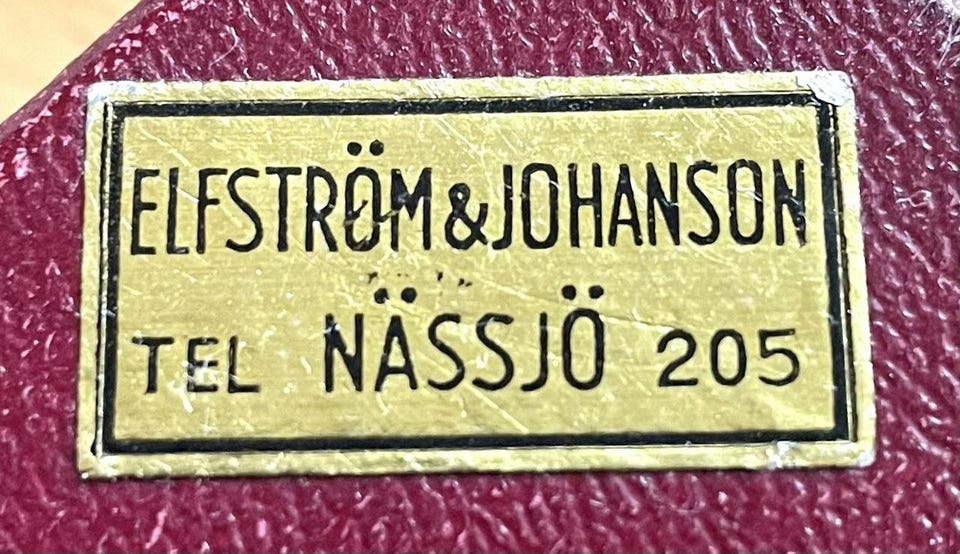 ELFSTRÖM & JOHANSON
TEL NÄSSJÖ 205